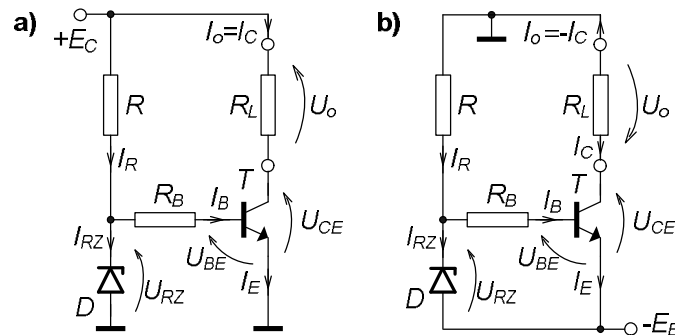 a)
+E_C
I_o=I_C
R
R_L
U_o
I_R
T
R_B
I_B
U_CE
I_RZ
U_BE
I_E
D
U_RZ
b)
I_o=-I_C
R
R_L
U_o
I_R
I_C
T
R_B
I_B
U_CE
I_RZ
U_BE
I_E
D
U_RZ